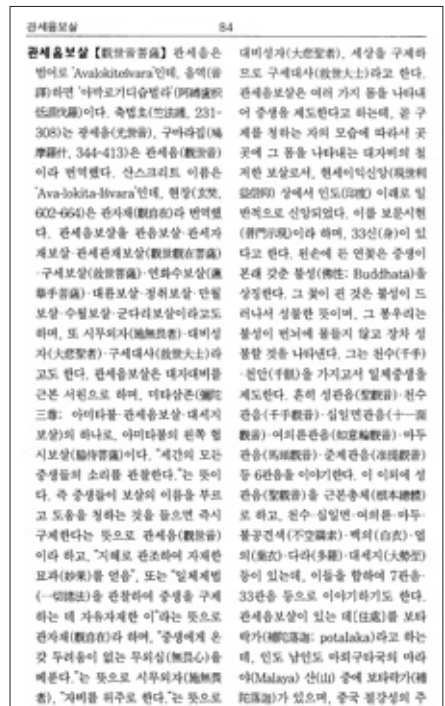 관세음보살 84
관세음보살【觀世音菩薩】 관세음은
범어로 'Avalokiteśvara'인데, 음역(音
譯)하면 '아박로기디습벌라'(阿縛盧枳
低濕伐羅)이다. 축법호(竺法護, 231-
308)는 광세음(光世音), 구마라집(鳩
摩羅什, 344-413)은 관세음(觀世音)
이라 번역했다. 산스크리트 이름은
'Ava-lokita-Iśvara'인데, 현장(玄奘,
602-664)은 관자재(觀自在)라 번역했
다. 관세음보살을 관음보살·관세자
재보살·관세관재보살(觀世觀在菩薩)
·구세보살(救世菩薩)·연화수보살(蓮
華手菩薩)·대륜보살·정취보살·만월
보살·수월보살·군다리보살이라고도
하며, 또 시무외자(施無畏者)·대비성
자(大悲聖者)·구세대사(救世大士)라
고도 한다. 관세음보살은 대자대비를
근본 서원으로 하며, 미타삼존(彌陀
三尊: 아미타불·관세음보살·대세지
보살)의 하나로, 아미타불의 왼쪽 협
시보살(脇侍菩薩)이다. "세간의 모든
중생들의 소리를 관찰한다."는 뜻이
다. 즉 중생들이 보살의 이름을 부르
고 도움을 청하는 것을 들으면 즉시
구제한다는 뜻으로 관세음(觀世音)
이라 하고, "지혜로 관조하여 자재한
묘과(妙果)를 얻음", 또는 "일체제법
(一切諸法)을 관찰하여 중생을 구제
하는 데 자유자재한 이"라는 뜻으로
관자재(觀自在)라 하며, "중생에게 온
갖 두려움이 없는 무외심(無畏心)을
베푼다."는 뜻으로 시무외자(施無畏
者), "자비를 위주로 한다."는 뜻으로
대비성자(大悲聖者), 세상을 구제하
므로 구세대사(救世大士)라고 한다.
관세음보살은 여러 가지 몸을 나타내
어 중생을 제도한다고 하는데, 곧 구
제를 청하는 자의 모습에 따라서 곳
곳에 그 몸을 나타내는 대자비의 철
저한 보살로서, 현세이익신앙(現世利
益信仰) 상에서 인도(印度) 이래로 일
반적으로 신앙되었다. 이를 보문시현
(普門示現)이라 하며, 33신(身)이 있
다고 한다. 왼손에 든 연꽃은 중생이
본래 갖춘 불성(佛性: Buddhatā)을
상징한다. 그 꽃이 핀 것은 불성이 드
러나서 성불한 뜻이며, 그 봉우리는
불성이 번뇌에 물들지 않고 장차 성
불할 것을 나타낸다. 그는 천수(千手)
·천안(千眼)을 가지고서 일체중생을
제도한다. 흔히 성관음(聖觀音)·천수
관음(千手觀音)·십일면관음(十一面
觀音)·여의륜관음(如意輪觀音)·마두
관음(馬頭觀音)·준제관음(准提觀音)
등 6관음을 이야기한다. 이 이외에 성
관음(聖觀音)을 근본총체(根本總體)
로 하고, 천수·십일면·여의륜·마두·
불공견색(不空羂索)·백의(白衣)·엽
의(葉衣)·다라(多羅)·대세지(大勢至)
등이 있는데, 이들을 합하여 7관음·
33관음 등으로 이야기하기도 한다.
관세음보살이 있는 데[住處]를 보타
락가(補陀落迦: potalaka)라고 하는
데, 인도 남인도 마뢰구타국의 마라
야(Malaya) 산(山) 중에 보타락가(補
陀落迦)가 있으며, 중국 절강성의 주